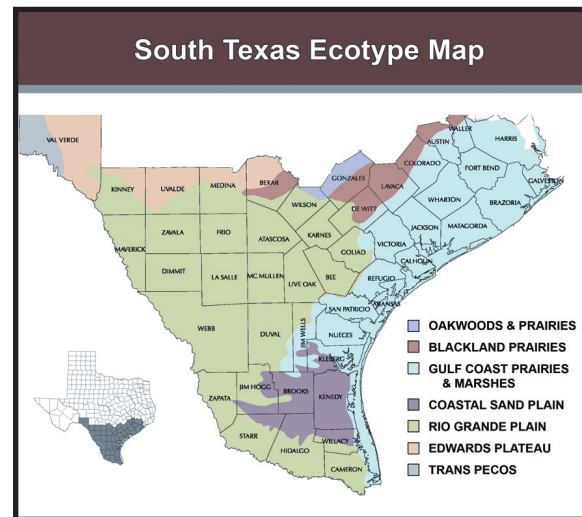 South Texas Ecotype Map
VAL VERDE
KINNEY
UVALDE
MEDINA
BEXAR
GONZALES
LAVACA
COLORADO
AUSTIN
WALLER
HARRIS
FORT BEND
GALVESTON
BRAZORIA
WHARTON
MATAGORDA
JACKSON
DE WITT
WILSON
KARNES
VICTORIA
CALHOUN
GOLIAD
MAVERICK
ZAVALA
FRIO
ATASCOSA
DIMMIT
LA SALLE
MC MULLEN
LIVE OAK
BEE
REFUGIO
ARANSAS
SAN PATRICIO
WEBB
DUVAL
JIM WELLS
NUECES
KLEBERG
ZAPATA
JIM HOGG
BROOKS
KENEDY
STARR
HIDALGO
WILLACY
CAMERON
OAKWOODS & PRAIRIES
BLACKLAND PRAIRIES
GULF COAST PRAIRIES
& MARSHES
COASTAL SAND PLAIN
RIO GRANDE PLAIN
EDWARDS PLATEAU
TRANS PECOS